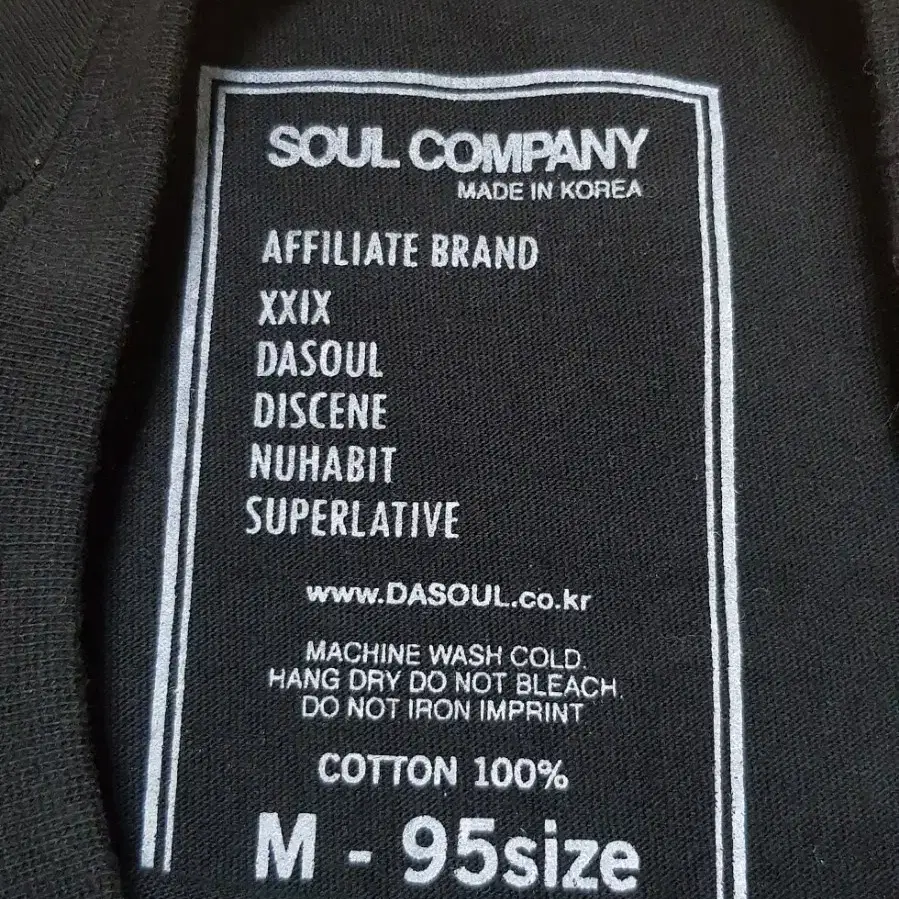 SOUL COMPANY
MADE IN KOREA
AFFILIATE BRAND
XXIX
DASOUL
DISCENE
NUHABIT
SUPERLATIVE
www.DASOUL.co.kr
MACHINE WASH COLD.
HANG DRY DO NOT BLEACH.
DO NOT IRON IMPRINT
COTTON 100%
M - 95size